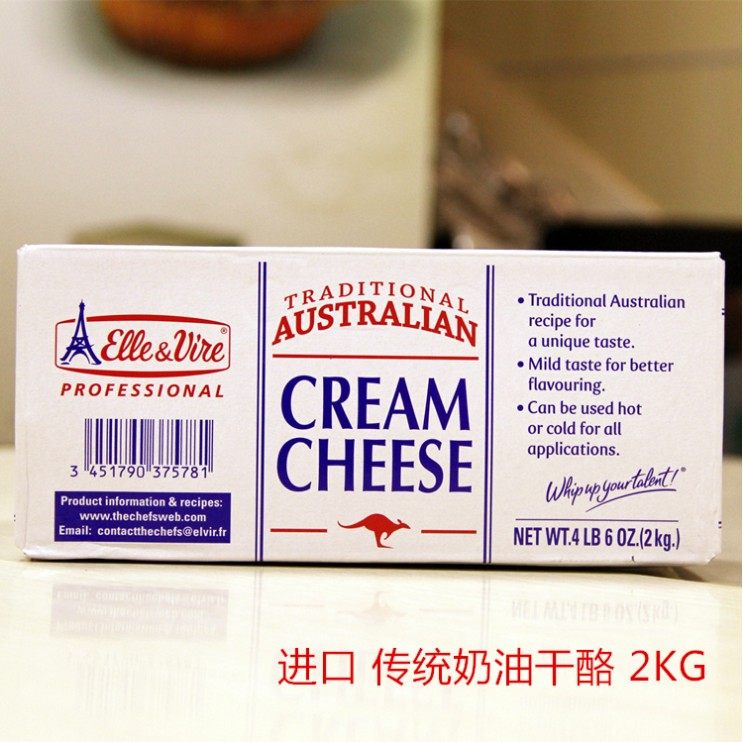 Elle&Vire®
PROFESSIONAL
3 451790 375781
Product information & recipes:
www.thechefsweb.com
Email: contactthechefs@elvir.fr
TRADITIONAL
AUSTRALIAN
CREAM
CHEESE
• Traditional Australian
recipe for
a unique taste.
• Mild taste for better
flavouring.
• Can be used hot
or cold for all
applications.
Whip up your talent!®
NET WT.4 LB 6 OZ.(2kg.)
进口 传统奶油干酪 2KG